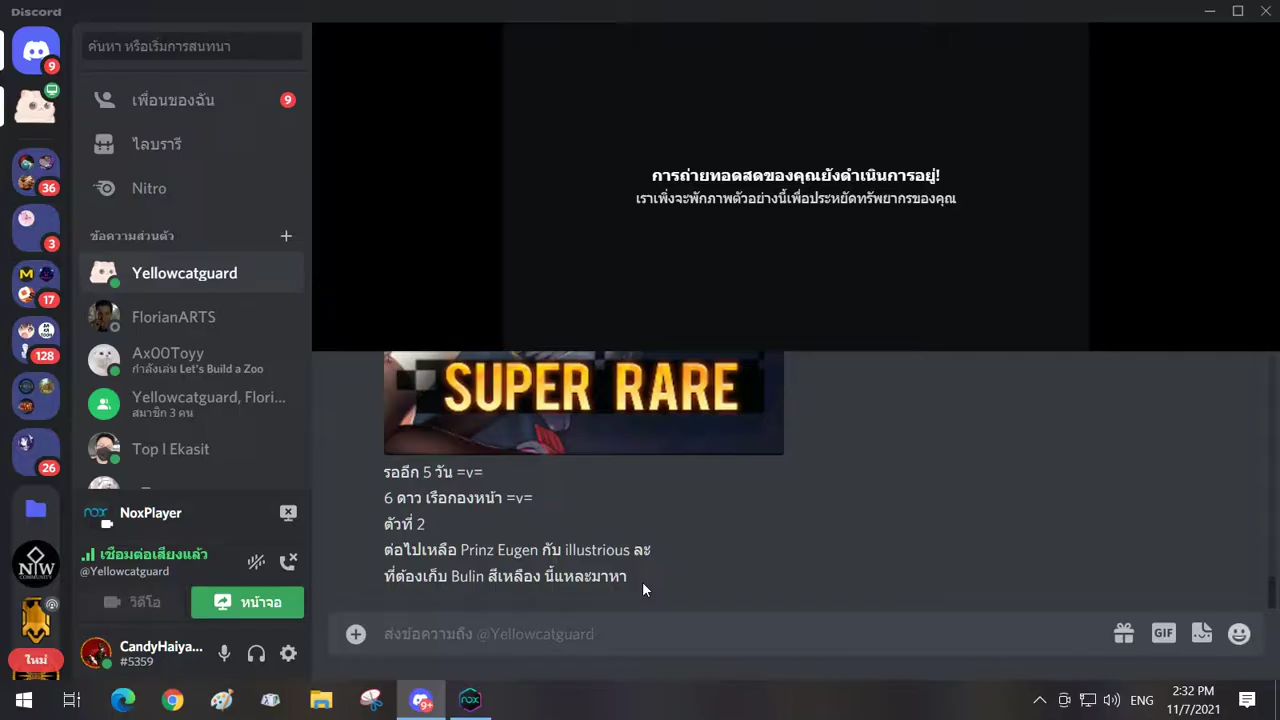 Discord
ค้นหา หรือเริ่มการสนทนา
9
เพื่อนของฉัน
9
ไลบรารี
Nitro
36
3
ข้อความส่วนตัว
Yellowcatguard
M
17
FlorianARTS
128
Ax00Toyy
กำลังเล่น Let's Build a Zoo
Yellowcatguard, Flori...
สมาชิก 3 คน
26
Top l Ekasit
nox
NoxPlayer
เชื่อมต่อเสียงแล้ว
@Yellowcatguard
NW
COMMUNITY
วิดีโอ
หน้าจอ
ใหม่
CandyHaiya...
#5359
การถ่ายทอดสดของคุณยังดำเนินการอยู่!
เราเพิ่งจะพักภาพตัวอย่างนี้เพื่อประหยัดทรัพยากรของคุณ
SUPER RARE
รออีก 5 วัน =v=
6 ดาว เรือกองหน้า =v=
ตัวที่ 2
ต่อไปเหลือ Prinz Eugen กับ illustrious ละ
ที่ต้องเก็บ Bulin สีเหลือง นี้แหละมาหา
ส่งข้อความถึง @Yellowcatguard
GIF
9+
nox
ENG
2:32 PM
11/7/2021